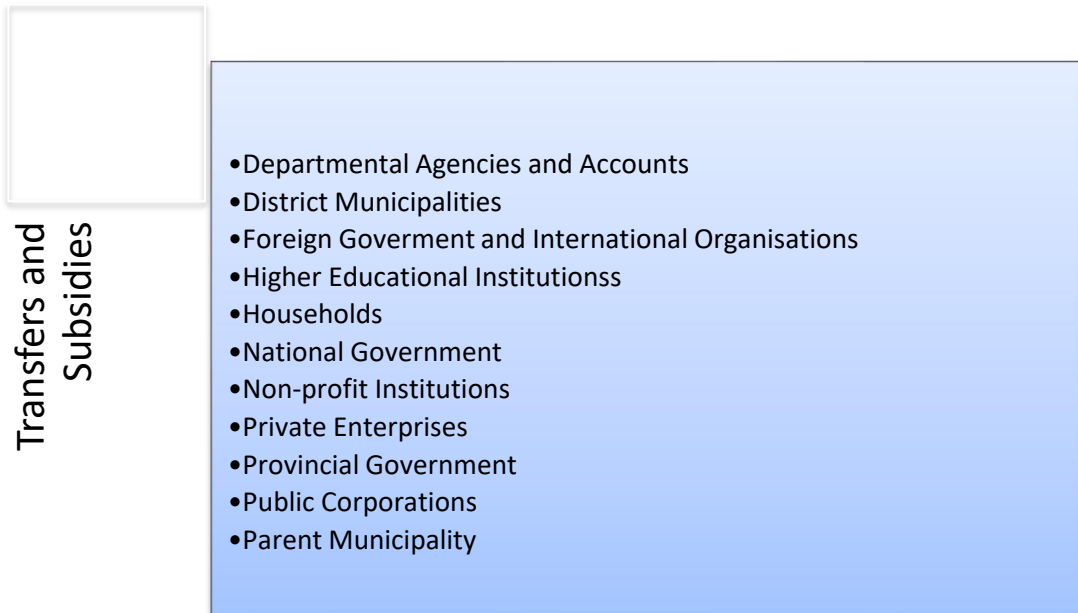 Transfers and
Subsidies
•Departmental Agencies and Accounts
•District Municipalities
•Foreign Goverment and International Organisations
•Higher Educational Institutionss
•Households
•National Government
•Non-profit Institutions
•Private Enterprises
•Provincial Government
•Public Corporations
•Parent Municipality